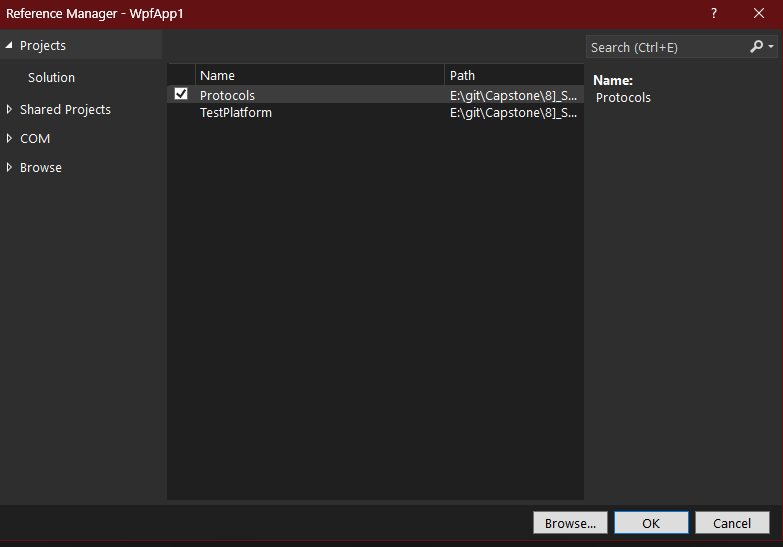 Reference Manager - WpfApp1
?
Projects
Search (Ctrl+E)
Solution
Name Path
Name:
Protocols E:\git\Capstone\8]_S...
Protocols
Shared Projects
TestPlatform E:\git\Capstone\8]_S...
COM
Browse
Browse... OK Cancel